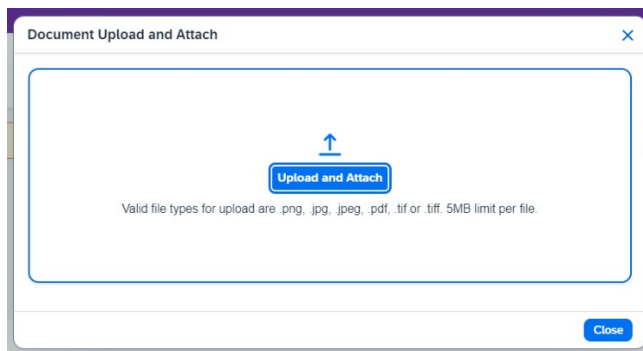 Document Upload and Attach
Upload and Attach
Valid file types for upload are .png, .jpg, .jpeg, .pdf, .tif or .tiff. 5MB limit per file.
Close